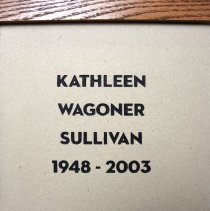 KATHLEEN
WAGONER
SULLIVAN
1948 - 2003